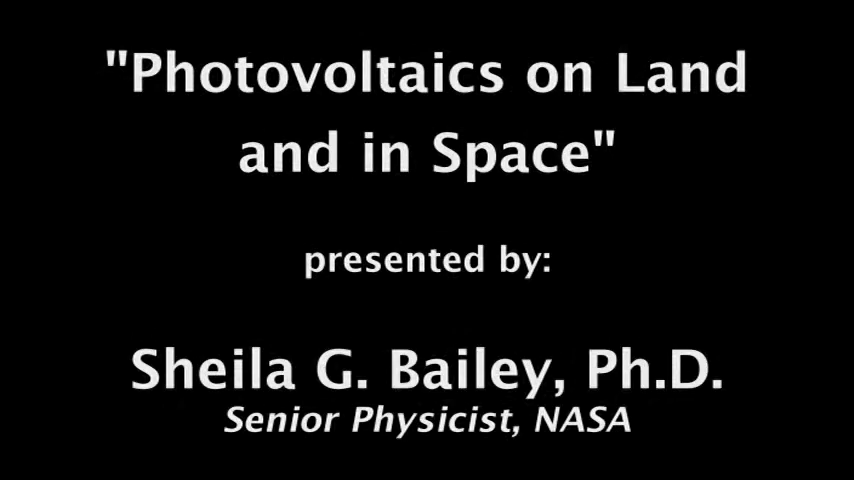 "Photovoltaics on Land
and in Space"
presented by:
Sheila G. Bailey, Ph.D.
Senior Physicist, NASA